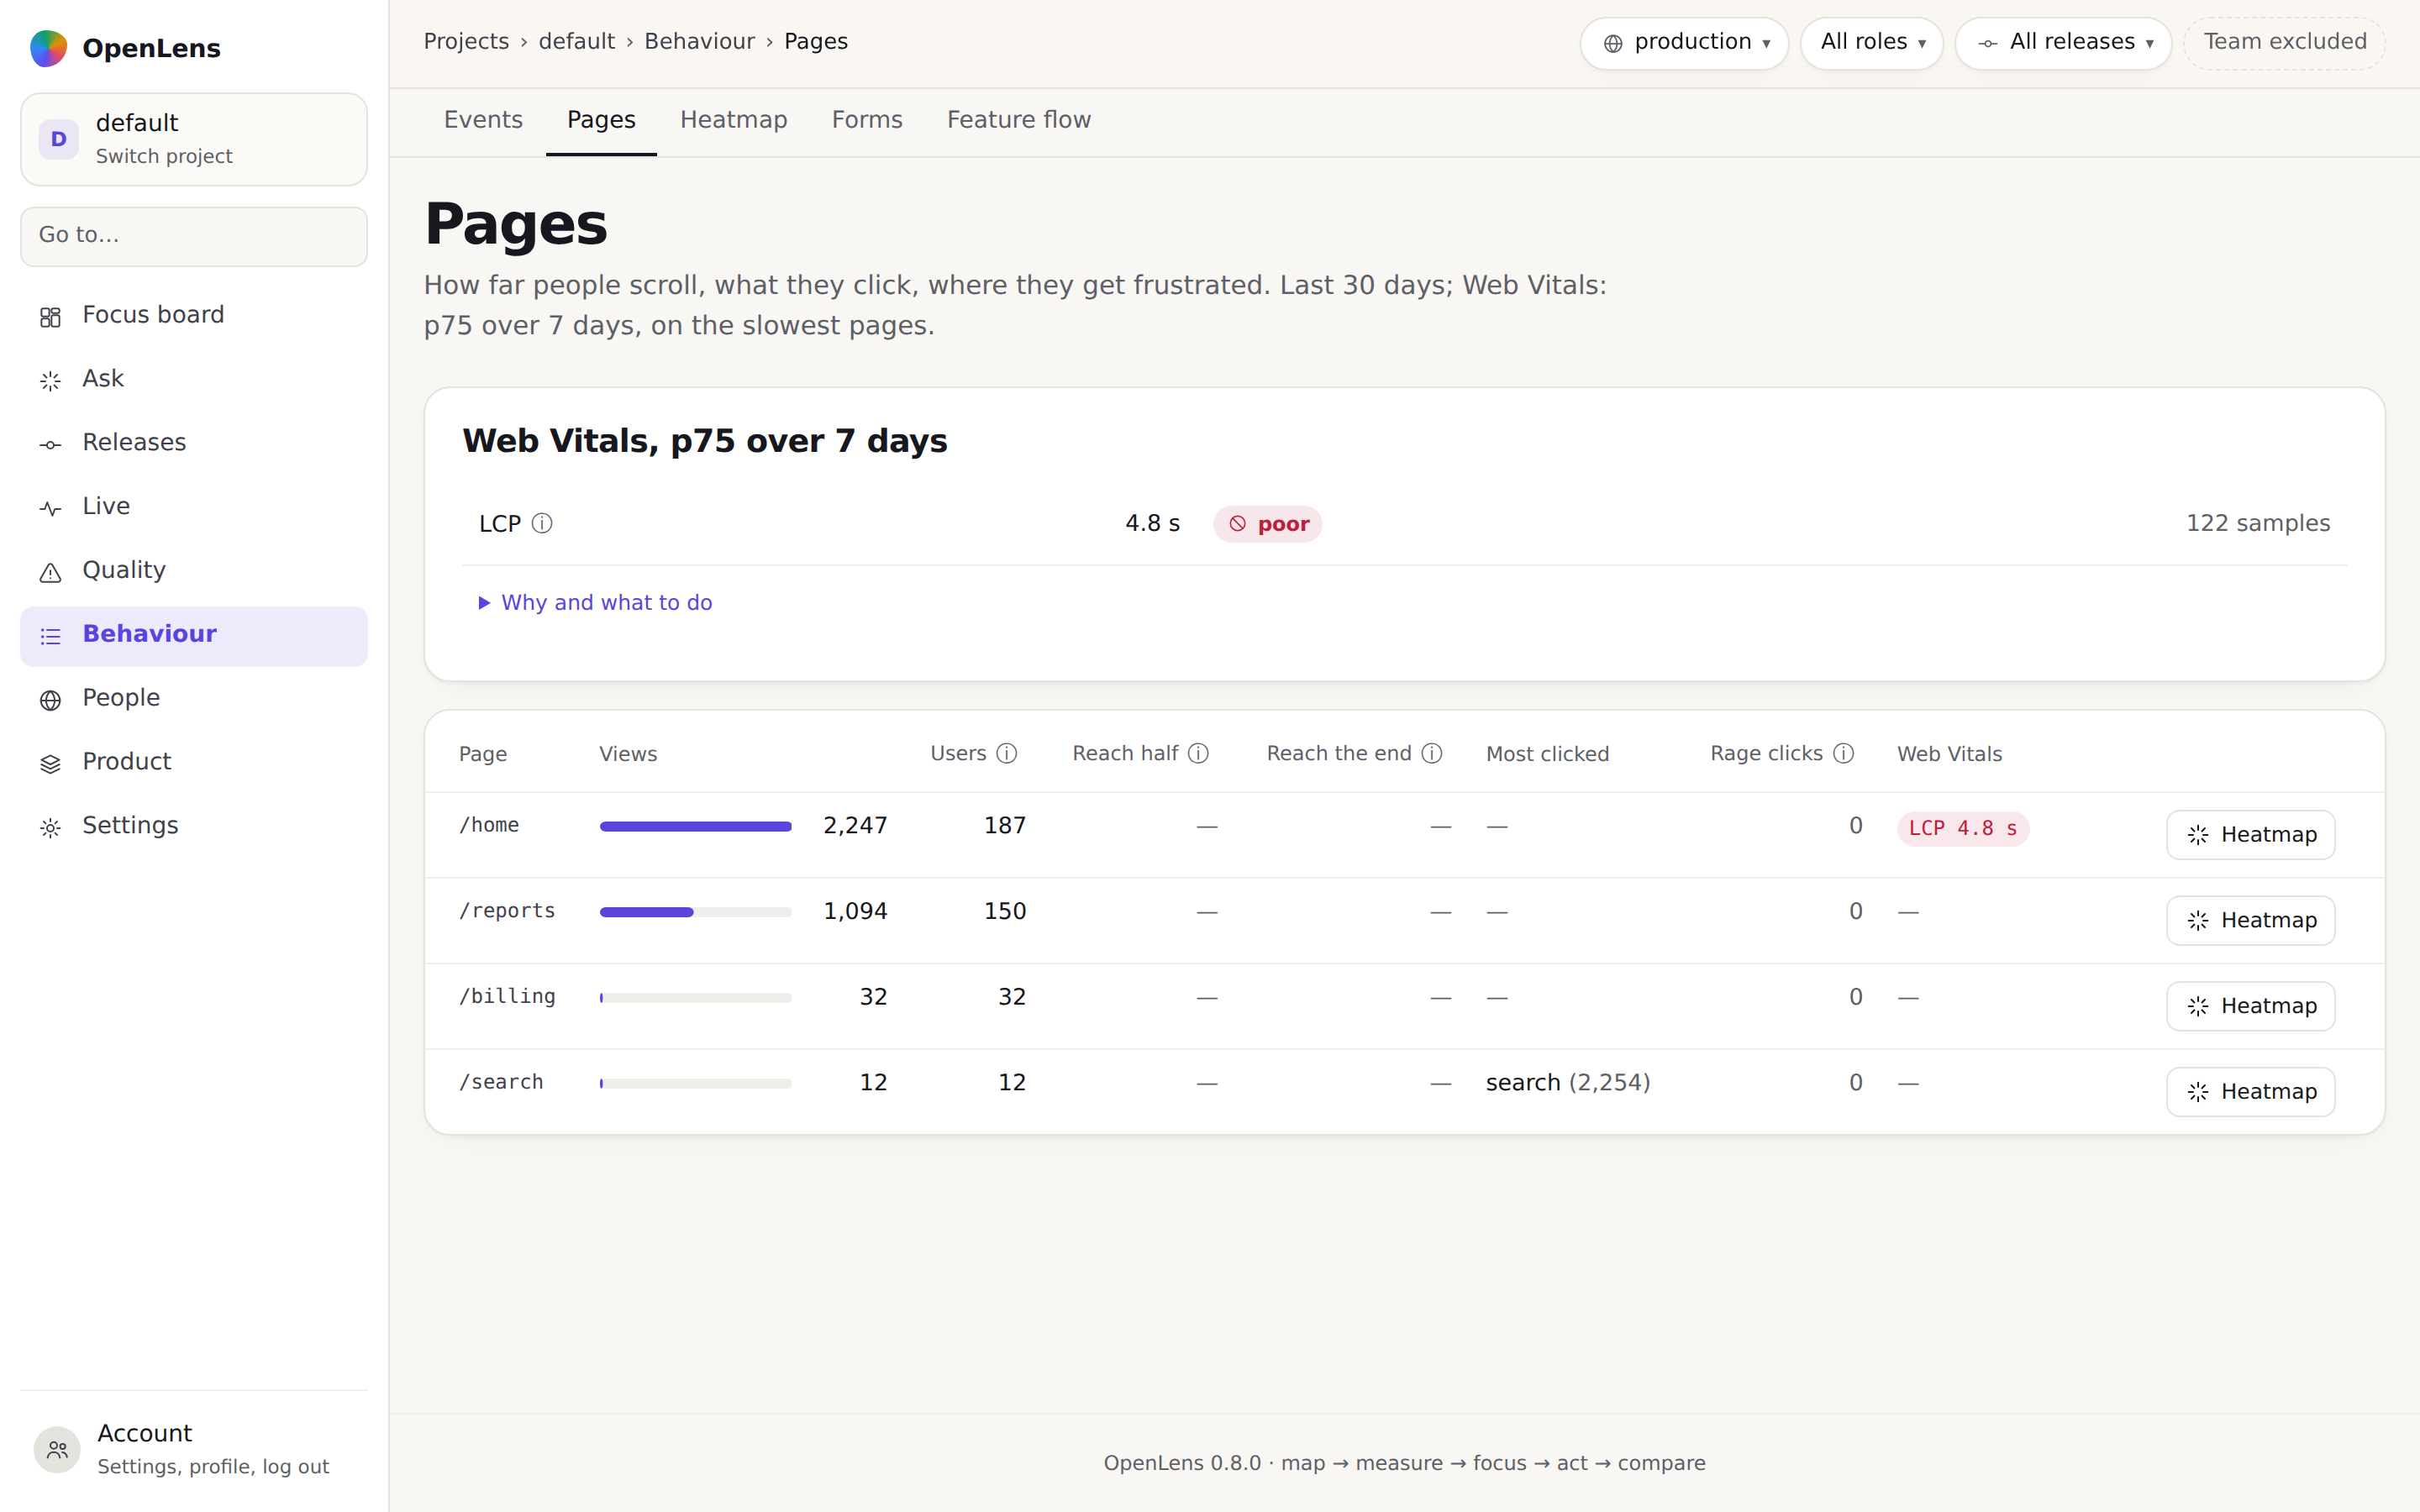 OpenLens
D
default
Switch project
Go to…
Focus board
Ask
Releases
Live
Quality
Behaviour
People
Product
Settings
Account
Settings, profile, log out
Projects › default › Behaviour › Pages
production ▾
All roles ▾
All releases ▾
Team excluded
Events Pages Heatmap Forms Feature flow
Pages
How far people scroll, what they click, where they get frustrated. Last 30 days; Web Vitals:
p75 over 7 days, on the slowest pages.
Web Vitals, p75 over 7 days
LCP ⓘ 4.8 s poor 122 samples
▶ Why and what to do
Page Views Users ⓘ Reach half ⓘ Reach the end ⓘ Most clicked Rage clicks ⓘ Web Vitals
/home 2,247 187 — — — 0 LCP 4.8 s Heatmap
/reports 1,094 150 — — — 0 — Heatmap
/billing 32 32 — — — 0 — Heatmap
/search 12 12 — — search (2,254) 0 — Heatmap
OpenLens 0.8.0 · map → measure → focus → act → compare